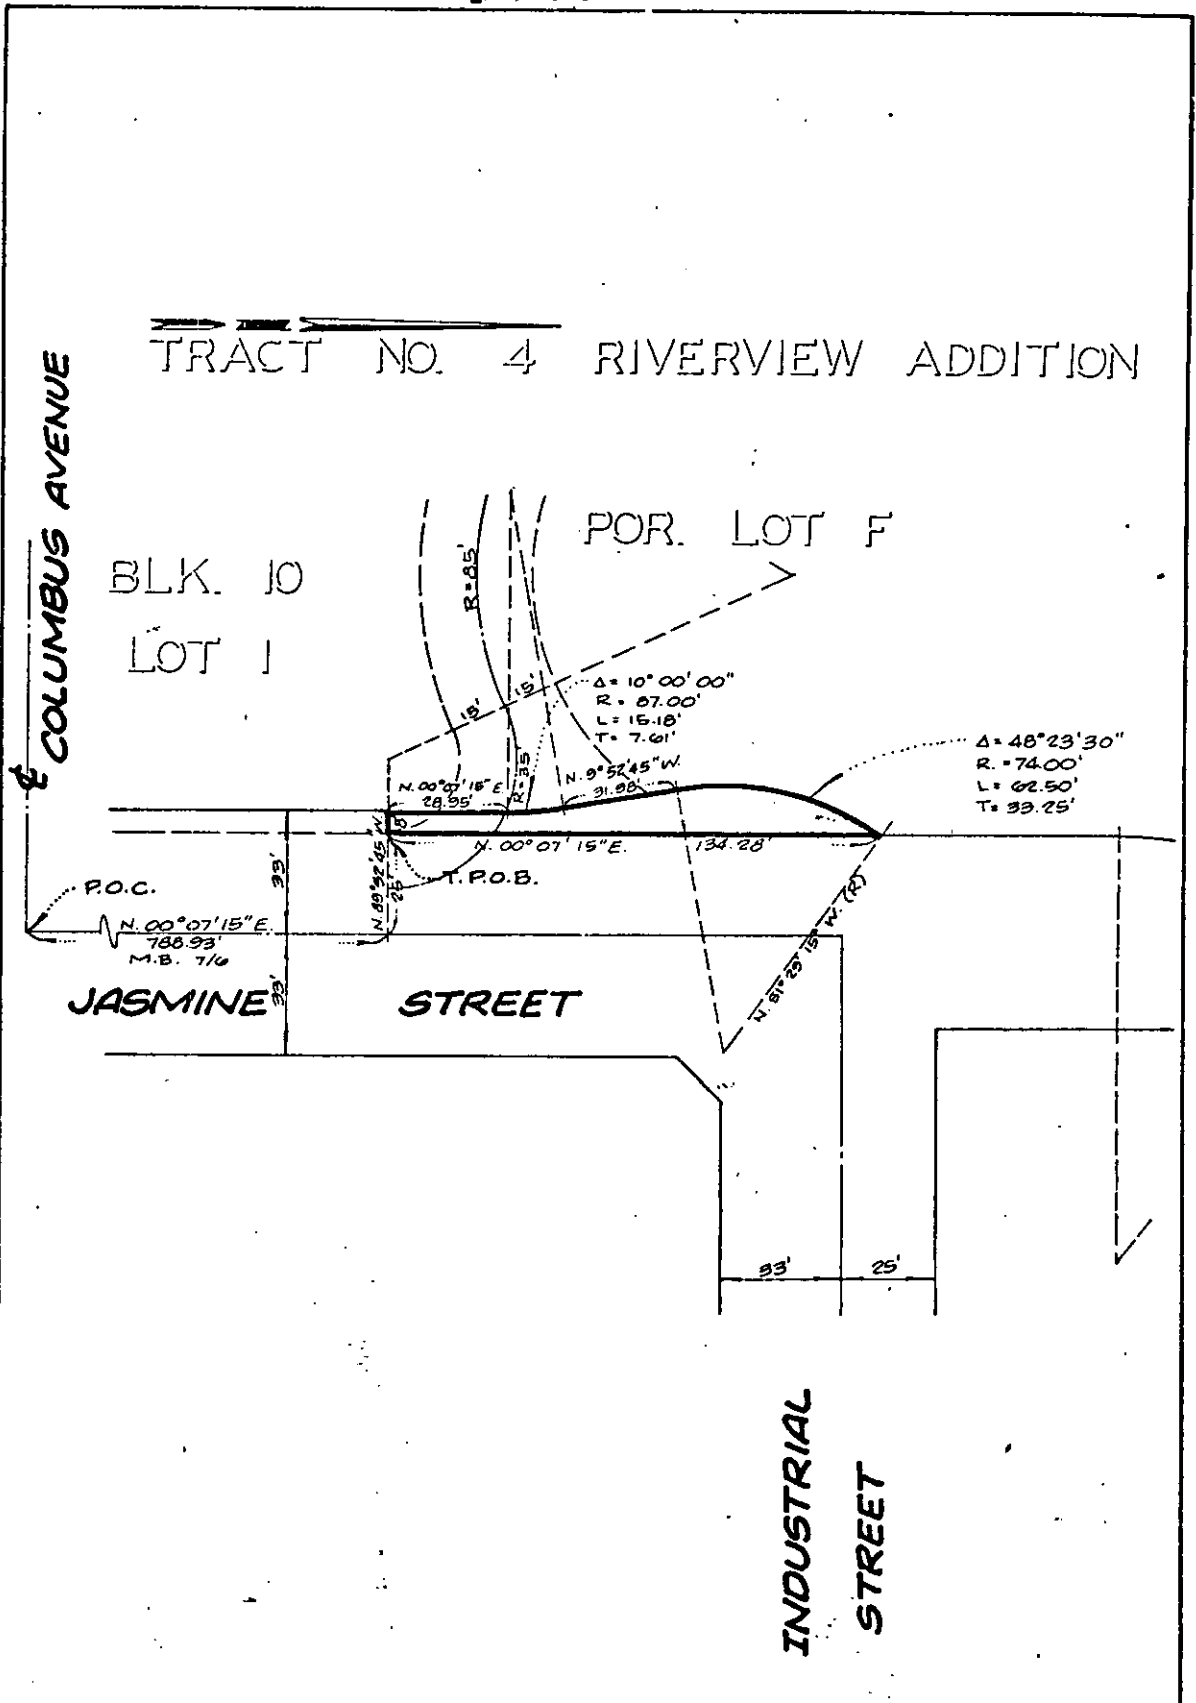 TRACT NO. 4 RIVERVIEW ADDITION
℄ COLUMBUS AVENUE
BLK. 10
LOT 1
POR. LOT F
R=85'
15'
15'
Δ= 10°00'00"
R= 87.00'
L= 15.18'
T= 7.61'
Δ= 48°23'30"
R.=74.00'
L= 62.50'
T= 33.25'
N. 00°07'15"E.
28.95'
R=35'
N. 9°52'45"W.
31.98'
8'
N. 00°07'15"E. 134.28'
T.P.O.B.
N. 89°52'45"W.
25'
33'
P.O.C.
N. 00°07'15"E.
788.93'
M.B. 7/6
33'
N. 81°29'15" W. (R)
JASMINE STREET
33'
25'
INDUSTRIAL
STREET